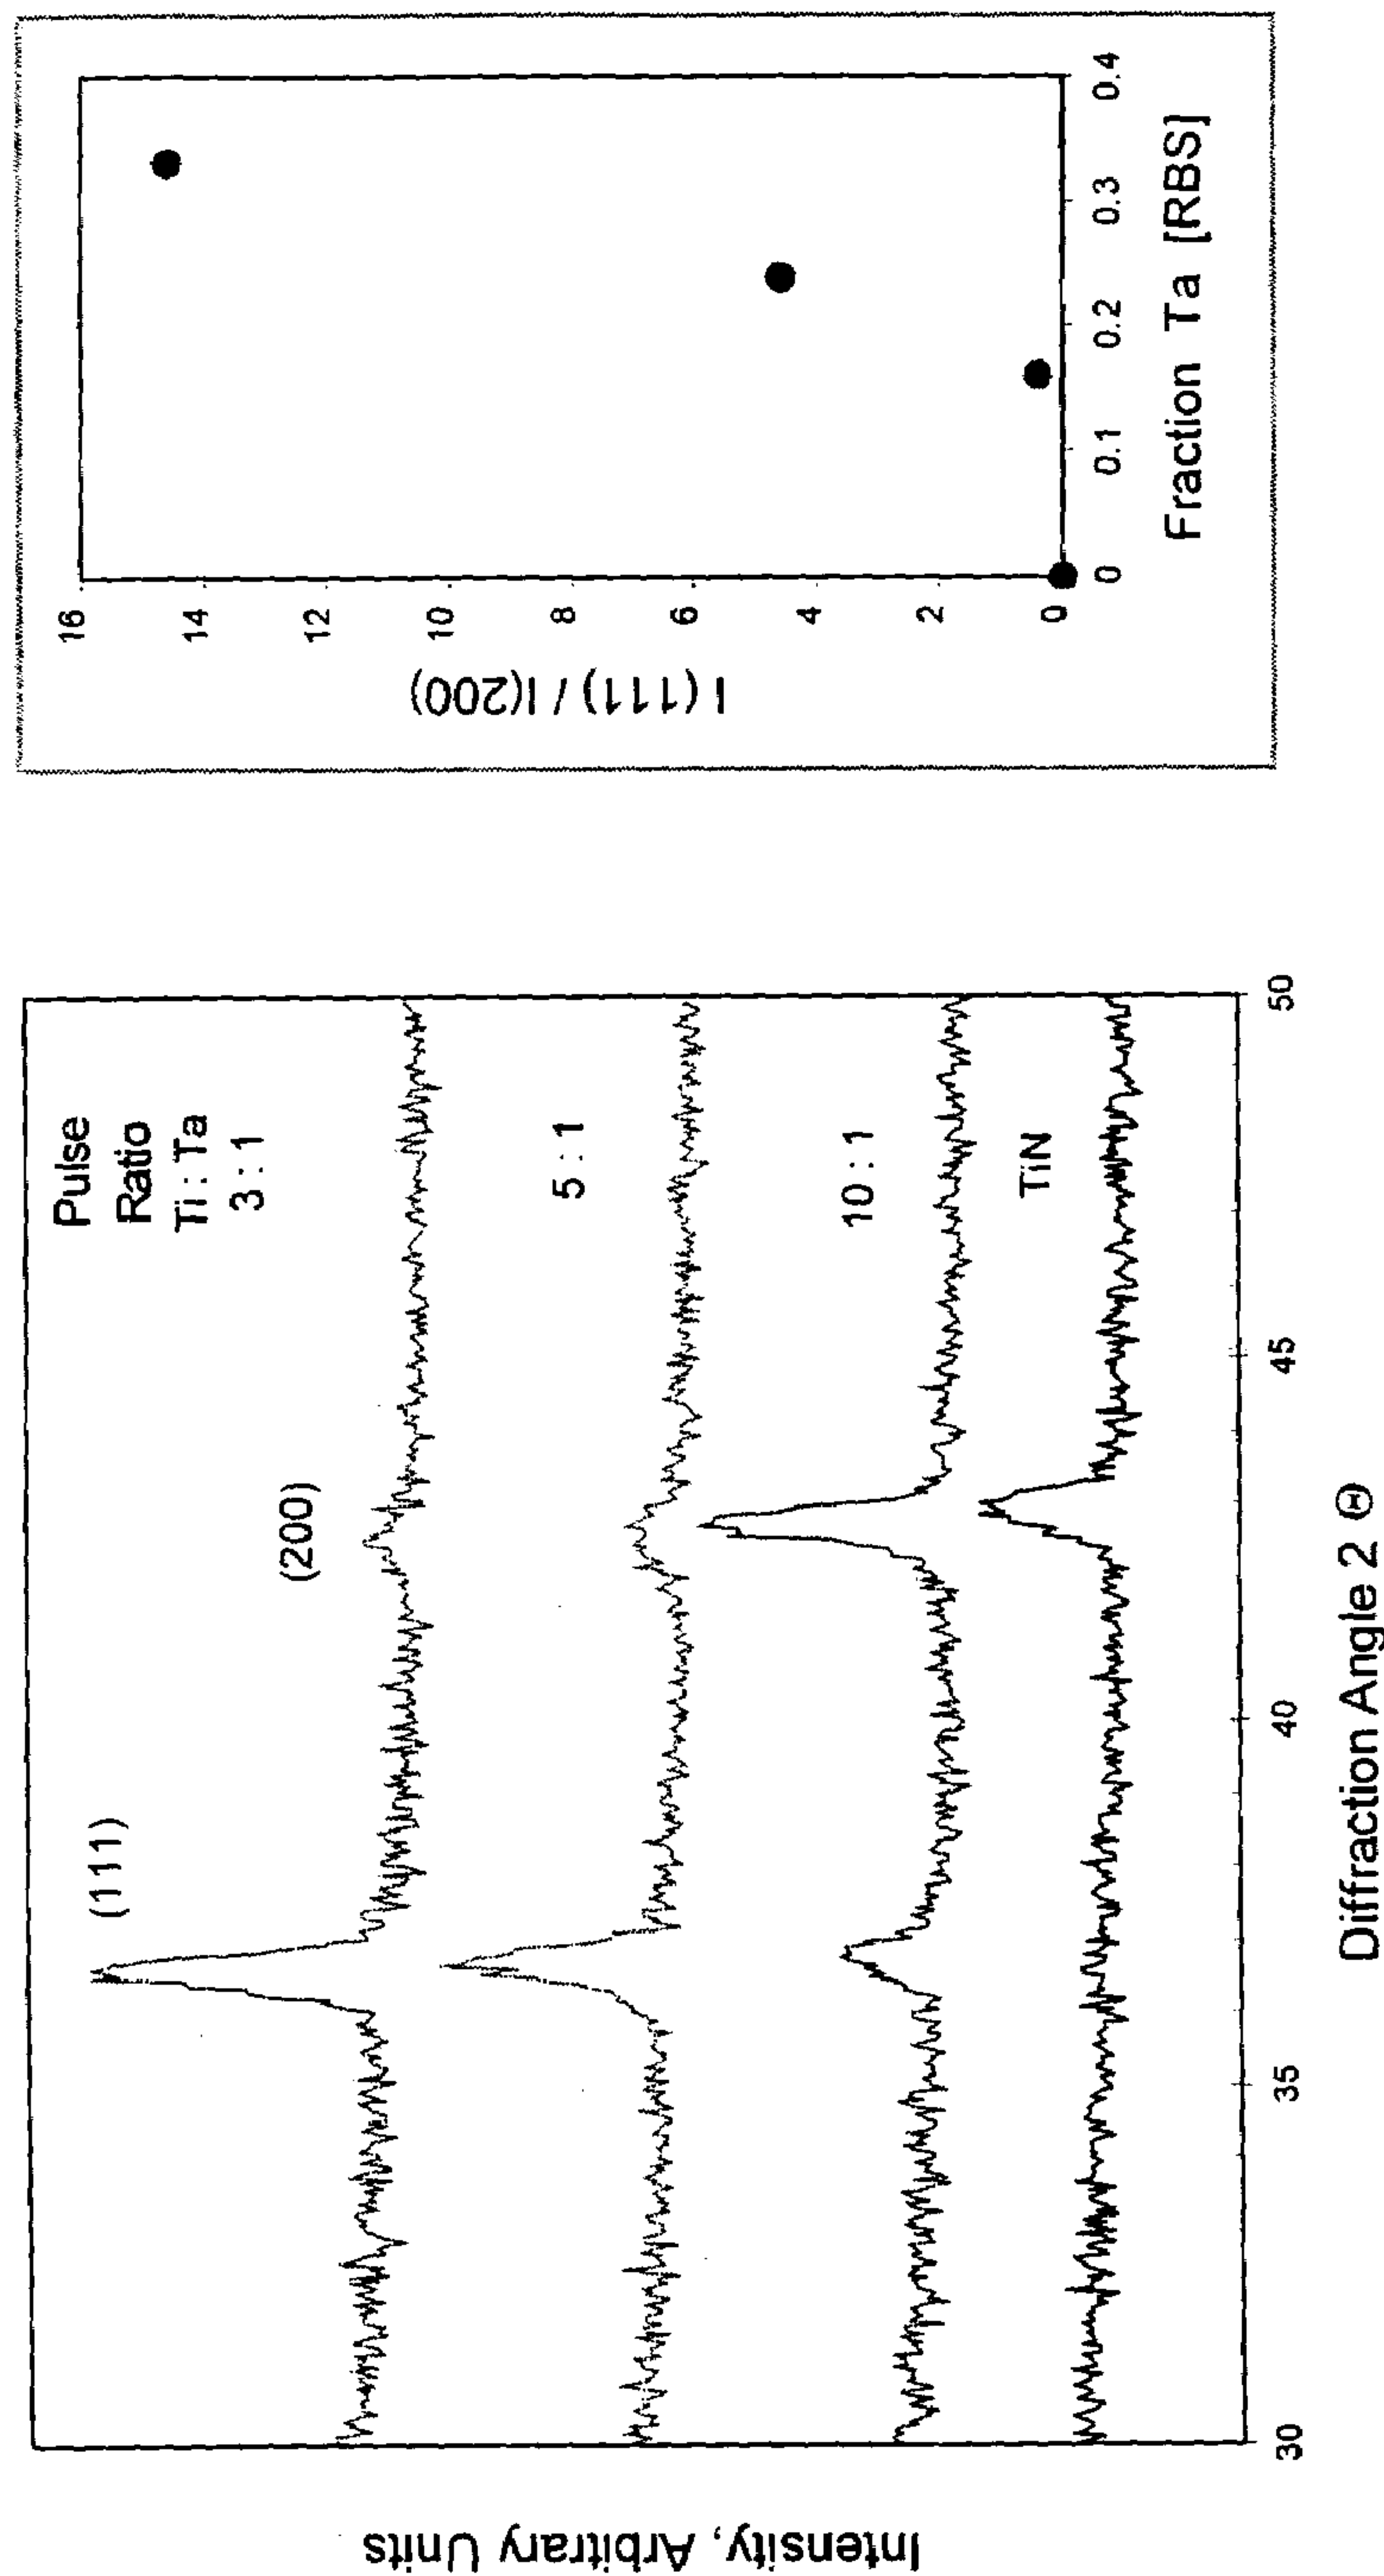 Intensity, Arbitrary Units
(111)
(200)
Pulse
Ratio
Ti : Ta
3 : 1
5 : 1
10 : 1
TiN
30
35
40
45
50
Diffraction Angle 2 Θ
I (111) / I(200)
16
14
12
10
8
6
4
2
0
0
0.1
0.2
0.3
0.4
Fraction Ta [RBS]